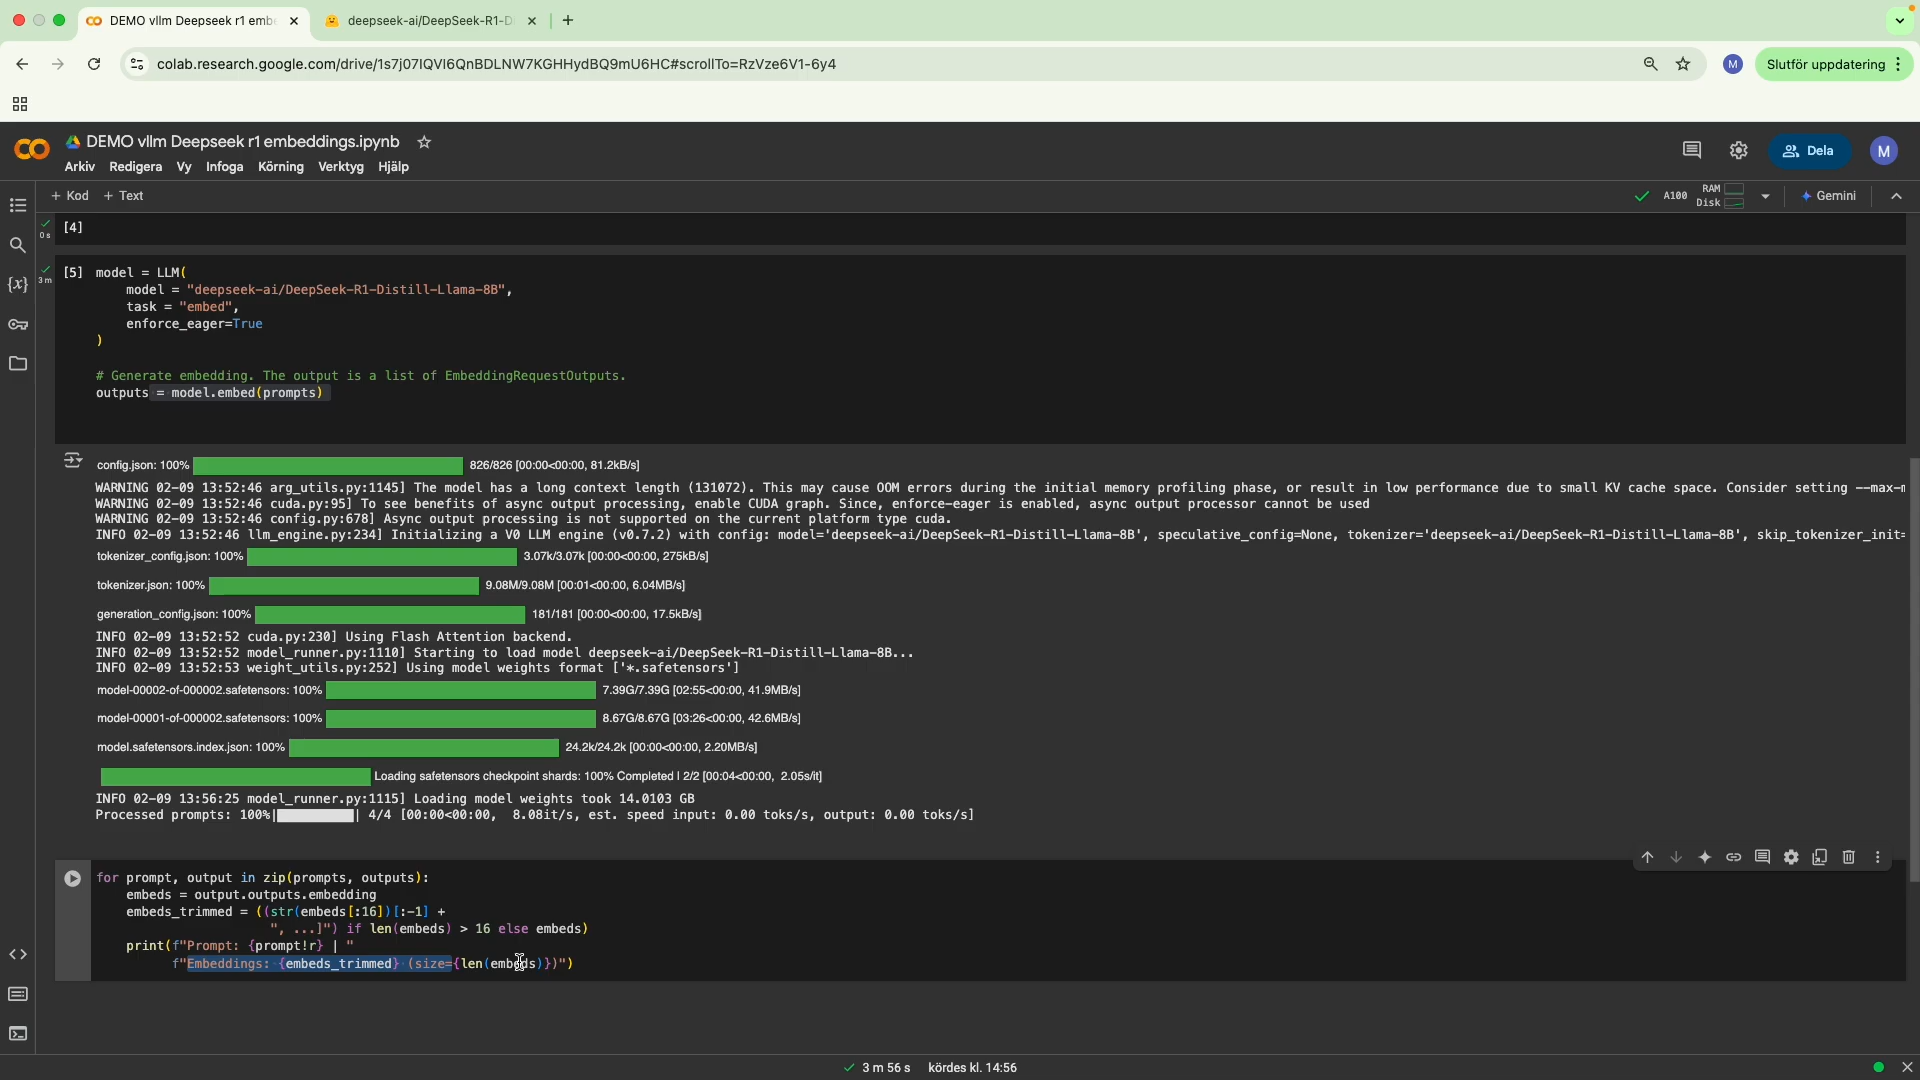 DEMO vllm Deepseek r1 emb
deepseek-ai/DeepSeek-R1-D
colab.research.google.com/drive/1s7j07IQVI6QnBDLNW7KGHHydBQ9mU6HC#scrollTo=RzVze6V1-6y4
M
Slutför uppdatering
DEMO vllm Deepseek r1 embeddings.ipynb
Arkiv Redigera Vy Infoga Körning Verktyg Hjälp
Dela
M
+ Kod + Text
A100
RAM
Disk
Gemini
0s
[4]
3m
[5]
model = LLM(
    model = "deepseek-ai/DeepSeek-R1-Distill-Llama-8B",
    task = "embed",
    enforce_eager=True
)
# Generate embedding. The output is a list of EmbeddingRequestOutputs.
outputs = model.embed(prompts)
config.json: 100% 826/826 [00:00<00:00, 81.2kB/s]
WARNING 02-09 13:52:46 arg_utils.py:1145] The model has a long context length (131072). This may cause OOM errors during the initial memory profiling phase, or result in low performance due to small KV cache space. Consider setting --max-
WARNING 02-09 13:52:46 cuda.py:95] To see benefits of async output processing, enable CUDA graph. Since, enforce-eager is enabled, async output processor cannot be used
WARNING 02-09 13:52:46 config.py:678] Async output processing is not supported on the current platform type cuda.
INFO 02-09 13:52:46 llm_engine.py:234] Initializing a V0 LLM engine (v0.7.2) with config: model='deepseek-ai/DeepSeek-R1-Distill-Llama-8B', speculative_config=None, tokenizer='deepseek-ai/DeepSeek-R1-Distill-Llama-8B', skip_tokenizer_init=
tokenizer_config.json: 100% 3.07k/3.07k [00:00<00:00, 275kB/s]
tokenizer.json: 100% 9.08M/9.08M [00:01<00:00, 6.04MB/s]
generation_config.json: 100% 181/181 [00:00<00:00, 17.5kB/s]
INFO 02-09 13:52:52 cuda.py:230] Using Flash Attention backend.
INFO 02-09 13:52:52 model_runner.py:1110] Starting to load model deepseek-ai/DeepSeek-R1-Distill-Llama-8B...
INFO 02-09 13:52:53 weight_utils.py:252] Using model weights format ['*.safetensors']
model-00002-of-000002.safetensors: 100% 7.39G/7.39G [02:55<00:00, 41.9MB/s]
model-00001-of-000002.safetensors: 100% 8.67G/8.67G [03:26<00:00, 42.6MB/s]
model.safetensors.index.json: 100% 24.2k/24.2k [00:00<00:00, 2.20MB/s]
Loading safetensors checkpoint shards: 100% Completed | 2/2 [00:04<00:00, 2.05s/it]
INFO 02-09 13:56:25 model_runner.py:1115] Loading model weights took 14.0103 GB
Processed prompts: 100%| | 4/4 [00:00<00:00, 8.08it/s, est. speed input: 0.00 toks/s, output: 0.00 toks/s]
for prompt, output in zip(prompts, outputs):
    embeds = output.outputs.embedding
    embeds_trimmed = ((str(embeds[:16])[:-1] +
                       ", ...]") if len(embeds) > 16 else embeds)
    print(f"Prompt: {prompt!r} | "
          f"Embeddings: {embeds_trimmed} (size={len(embeds)})")
3 m 56 s kördes kl. 14:56